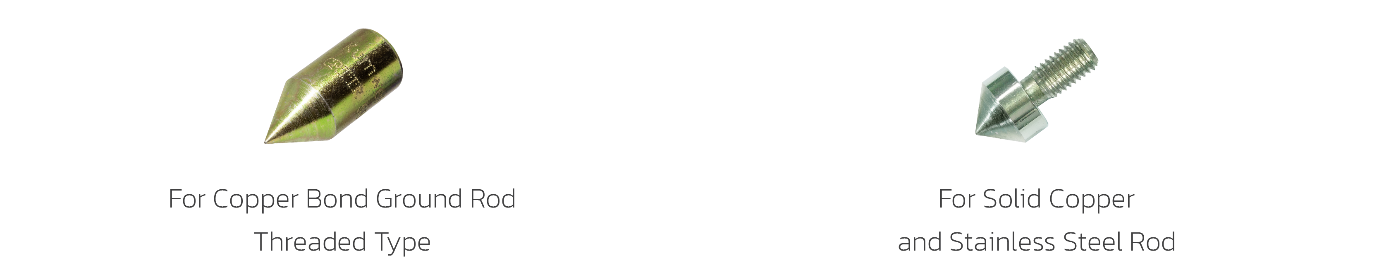 For Copper Bond Ground Rod
Threaded Type
For Solid Copper
and Stainless Steel Rod